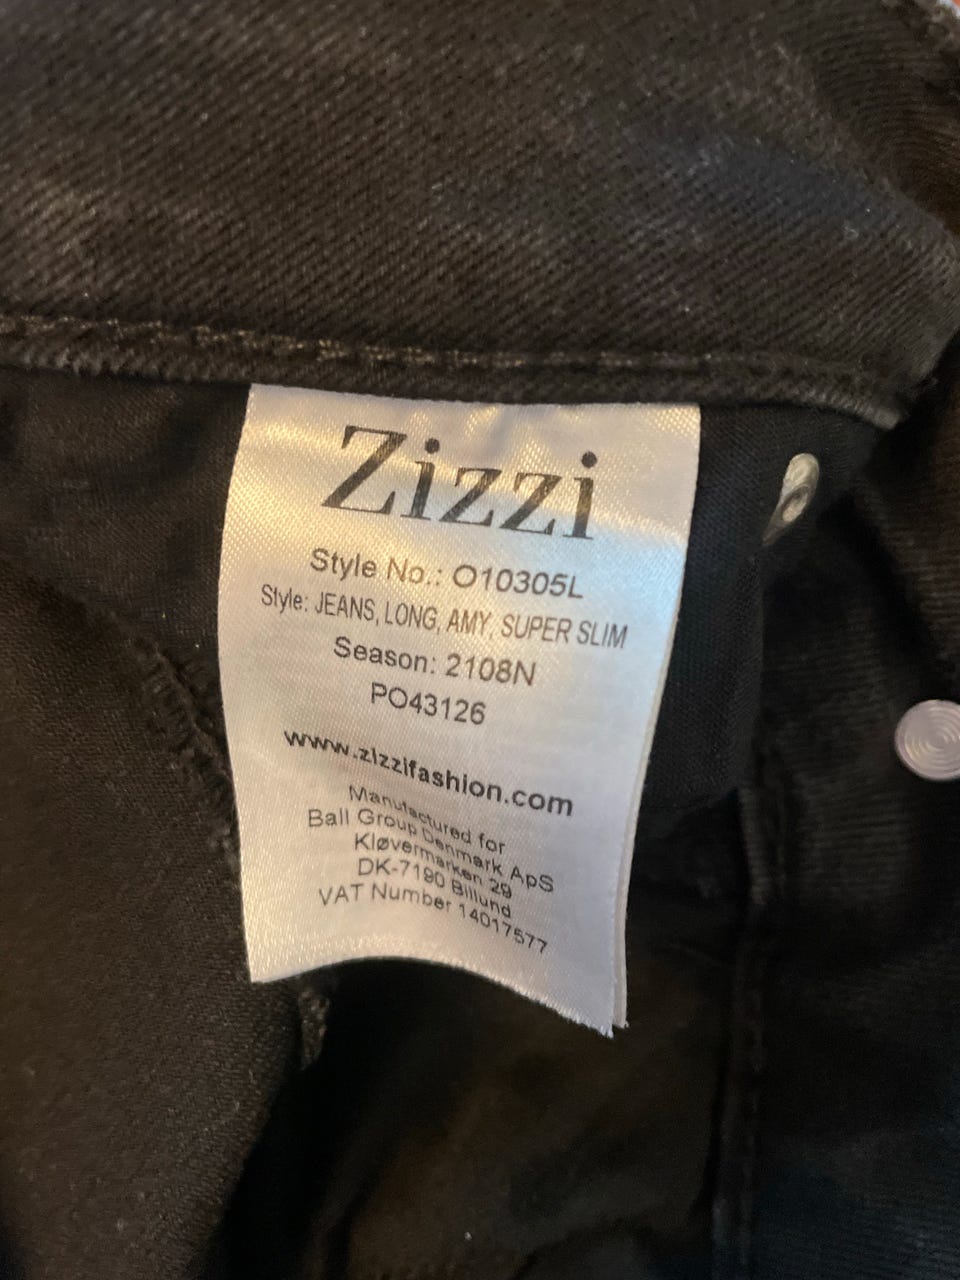 Zizzi
Style No.: O10305L
Style: JEANS, LONG, AMY, SUPER SLIM
Season: 2108N
PO43126
www.zizzifashion.com
Manufactured for
Ball Group Denmark ApS
Kløvermarken 29
DK-7190 Billund
VAT Number 14017577